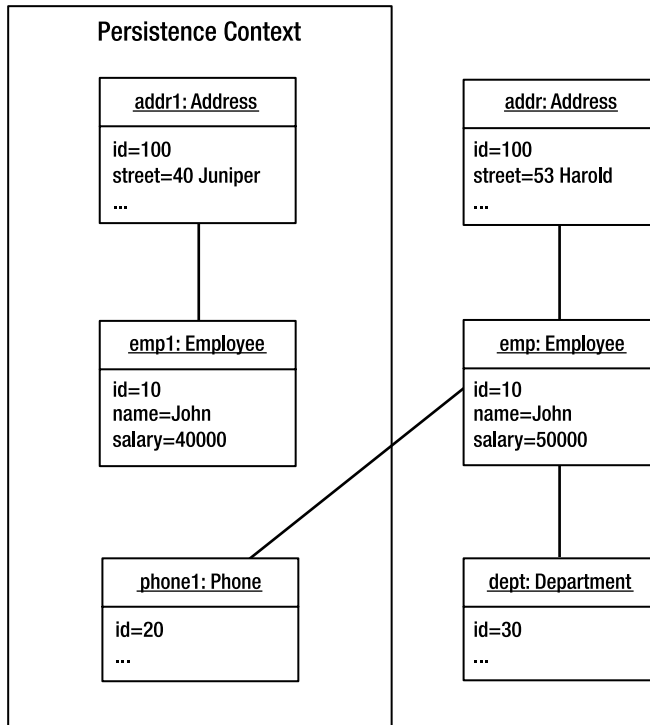 Persistence Context
addr1: Address
id=100
street=40 Juniper
...
addr: Address
id=100
street=53 Harold
...
emp1: Employee
id=10
name=John
salary=40000
emp: Employee
id=10
name=John
salary=50000
phone1: Phone
id=20
...
dept: Department
id=30
...